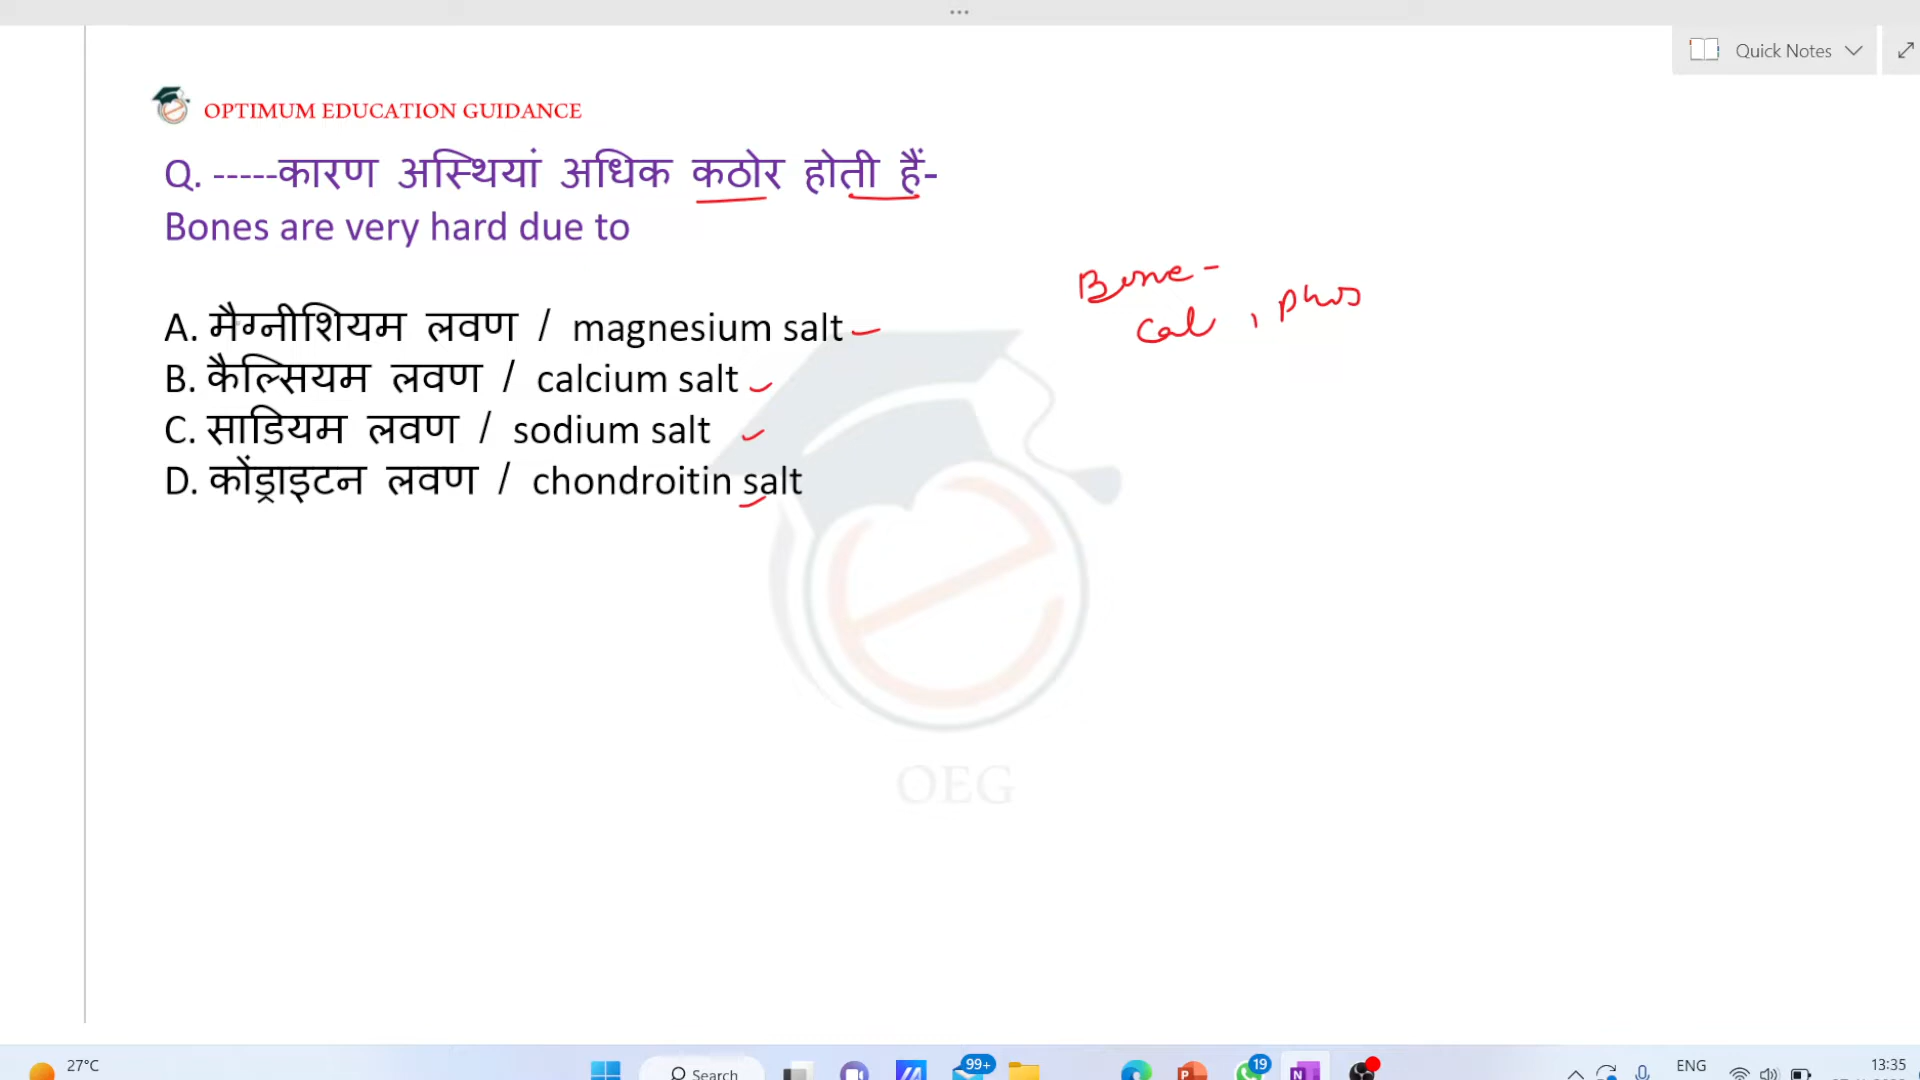 Quick Notes
OPTIMUM EDUCATION GUIDANCE
Q. -----कारण अस्थियां अधिक कठोर होती हैं-
Bones are very hard due to
Bone -
Cal , phos
A. मैग्नीशियम लवण / magnesium salt
B. कैल्सियम लवण / calcium salt
C. साडियम लवण / sodium salt
D. कोंड्राइटन लवण / chondroitin salt
OEG
27°C
Search
99+
19
ENG
13:35